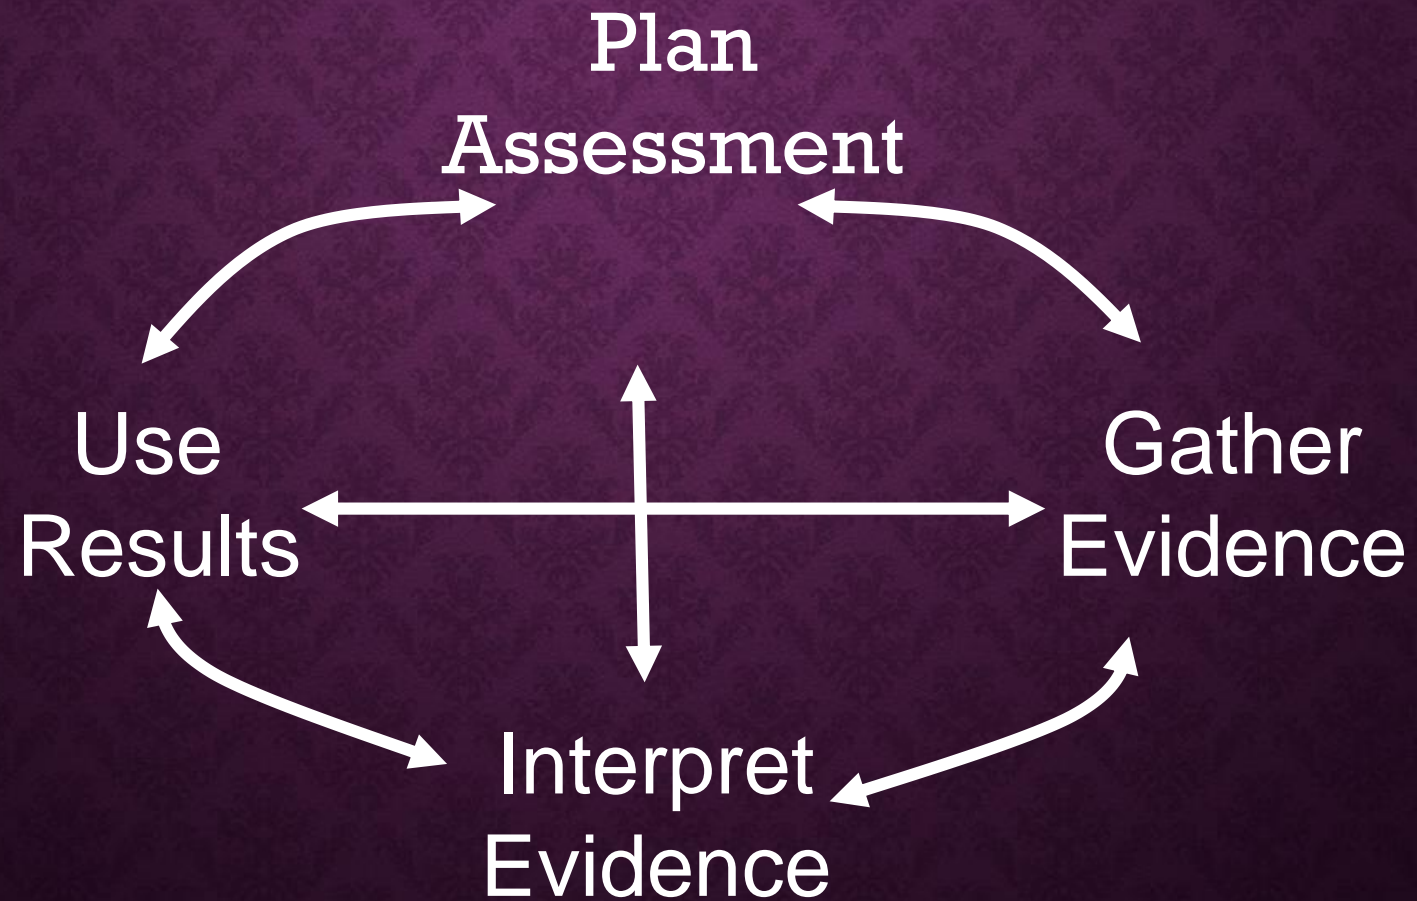 Plan
Assessment
Use
Results
Gather
Evidence
Interpret
Evidence